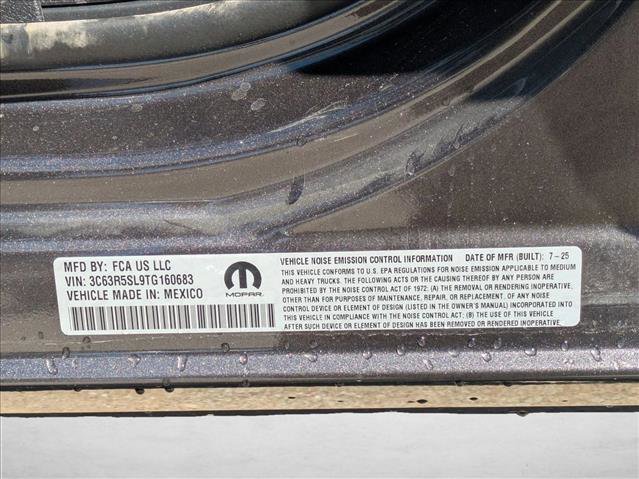 MFD BY: FCA US LLC
VIN: 3C63R5SL9TG160683
VEHICLE MADE IN: MEXICO
MOPAR.
VEHICLE NOISE EMISSION CONTROL INFORMATION DATE OF MFR (BUILT): 7-25
THIS VEHICLE CONFORMS TO U.S. EPA REGULATIONS FOR NOISE EMISSION APPLICABLE TO MEDIUM
AND HEAVY TRUCKS. THE FOLLOWING ACTS OR THE CAUSING THEREOF BY ANY PERSON
ARE PROHIBITED BY THE NOISE CONTROL ACT OF 1972: (A) THE REMOVAL OR RENDERING INOPERATIVE,
OTHER THAN FOR PURPOSES OF MAINTENANCE, REPAIR, OR REPLACEMENT, OF ANY NOISE
CONTROL DEVICE OR ELEMENT OF DESIGN (LISTED IN THE OWNER'S MANUAL) INCORPORATED INTO
THIS VEHICLE IN COMPLIANCE WITH THE NOISE CONTROL ACT; (B) THE USE OF THIS VEHICLE AFTER
SUCH DEVICE OR ELEMENT OF DESIGN HAS BEEN REMOVED OR RENDERED INOPERATIVE.